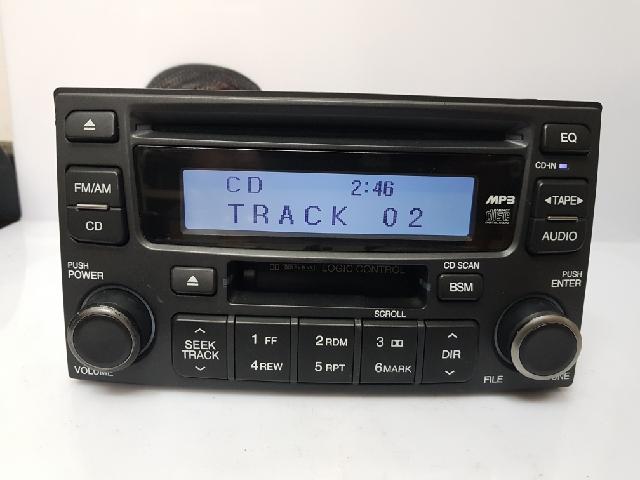 EQ
CD-IN
FM/AM
CD
CD 2:46
TRACK 02
MP3
◄TAPE►
AUDIO
PUSH
POWER
VOLUME
LOGIC CONTROL
CD SCAN
BSM
PUSH
ENTER
SCROLL
SEEK
TRACK
1 FF
2 RDM
3
4 REW
5 RPT
6 MARK
DIR
FILE